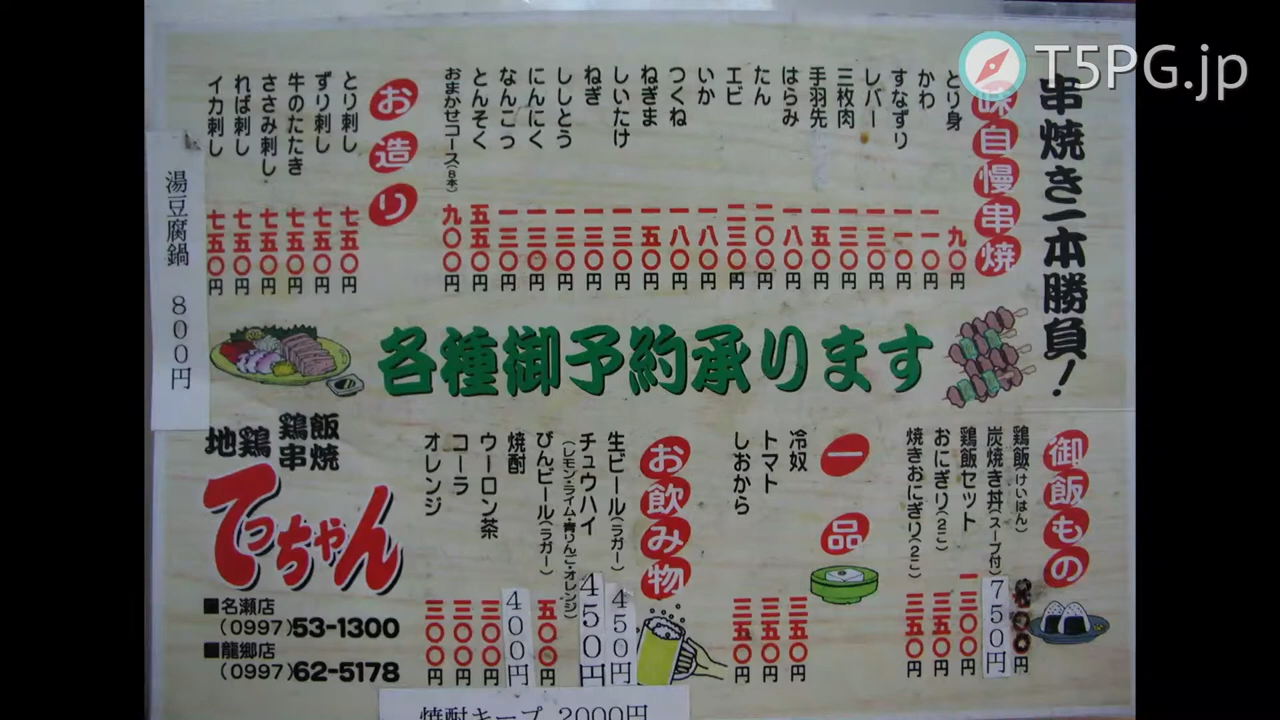 T5PG.jp
串焼き一本勝負!
味自慢串焼
とり身 九〇円
かわ 一一〇円
すなずり 一一〇円
レバー 一三〇円
三枚肉 一三〇円
手羽先 一五〇円
はらみ 一八〇円
たん 二〇〇円
エビ 二三〇円
いか 一八〇円
つくね 一八〇円
ねぎま 一五〇円
しいたけ 一三〇円
ねぎ 一三〇円
ししとう 一三〇円
にんにく 一三〇円
なんこつ 一三〇円
とんそく 五五〇円
おまかせコース(8本) 九〇〇円
お造り
とり刺し 七五〇円
ずり刺し 七五〇円
牛のたたき 七五〇円
ささみ刺し 七五〇円
れば刺し 七五〇円
イカ刺し 七五〇円
湯豆腐鍋 800円
各種御予約承ります
御飯もの
鶏飯(けいはん) 円
炭焼き丼(スープ付) 750円
鶏飯セット 一三〇〇円
おにぎり(2こ) 三五〇円
焼きおにぎり(2こ) 三五〇円
一品
冷奴 三五〇円
トマト 三五〇円
しおから 三五〇円
お飲み物
生ビール(ラガー) 450円
チュウハイ 450円
(レモン・ライム・青りんご・オレンジ)
びんビール(ラガー) 五〇〇円
焼酎 400円
ウーロン茶 三〇〇円
コーラ 三〇〇円
オレンジ 三〇〇円
焼酎キープ 2000円
地鶏 鶏飯 串焼
てっちゃん
■名瀬店
(0997)53-1300
■龍郷店
(0997)62-5178